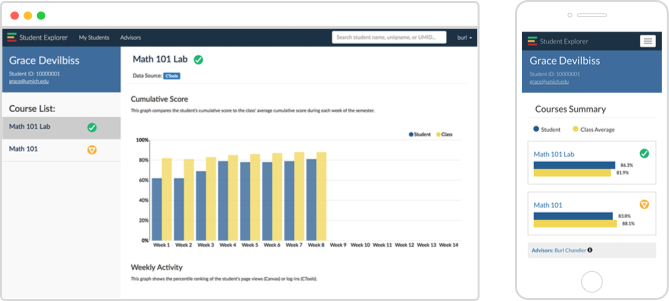 Student Explorer My Students Advisors Search student name, uniqname, or UMID... burl
Grace Devilbiss
Student ID: 10000001
grace@umich.edu
Course List:
Math 101 Lab
Math 101
Math 101 Lab
Data Source: CTools
Cumulative Score
This graph compares the student's cumulative score to the class' average cumulative score during each week of the semester.
Student Class
100%
80%
60%
40%
20%
0%
Week 1 Week 2 Week 3 Week 4 Week 5 Week 6 Week 7 Week 8 Week 9 Week 10 Week 11 Week 12 Week 13 Week 14
Weekly Activity
This graph shows the percentile ranking of the student's page views (Canvas) or log ins (CTools).
Student Explorer
Grace Devilbiss
Student ID: 10000001
grace@umich.edu
Courses Summary
Student Class Average
Math 101 Lab
86.3%
81.9%
Math 101
83.8%
88.1%
Advisors: Burl Chandler